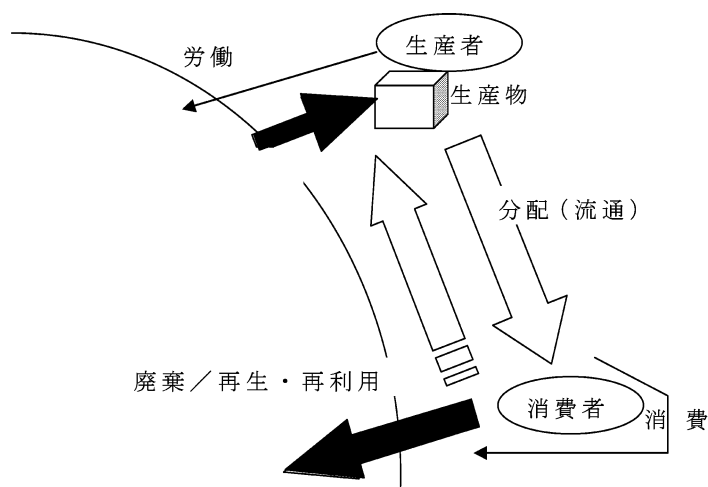 労働
生産者
生産物
分配（流通）
廃棄／再生・再利用
消費者
消費